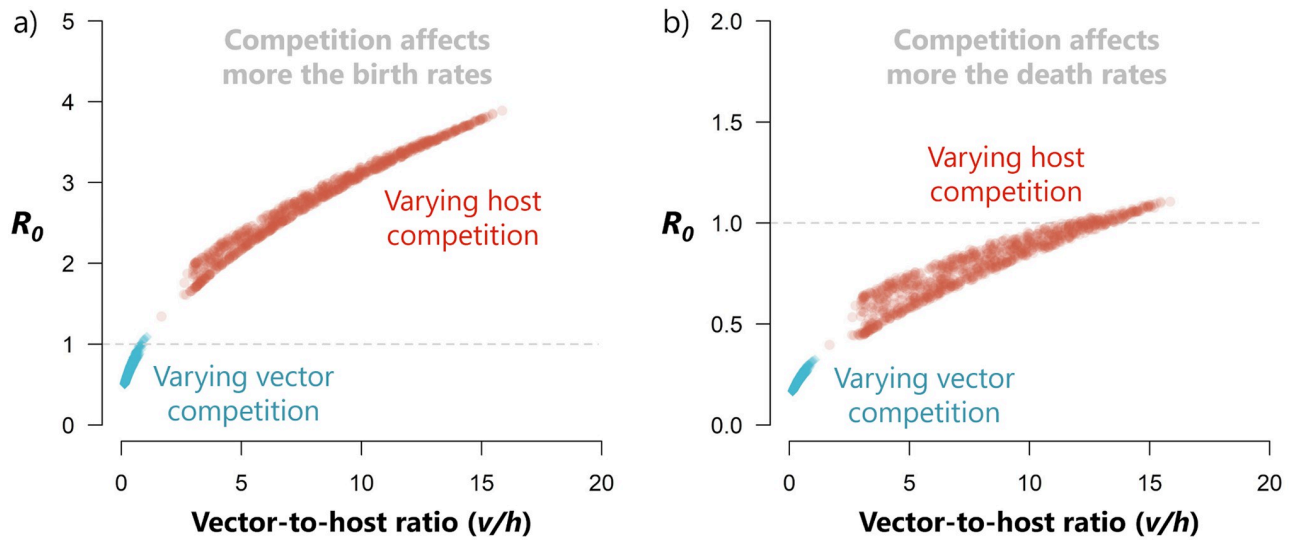 a)
Competition affects
more the birth rates
5
4
3
2
1
0
R0
Varying host
competition
Varying vector
competition
0 5 10 15 20
Vector-to-host ratio (v/h)
b)
Competition affects
more the death rates
2.0
1.5
1.0
0.5
0.0
R0
Varying host
competition
Varying vector
competition
0 5 10 15 20
Vector-to-host ratio (v/h)